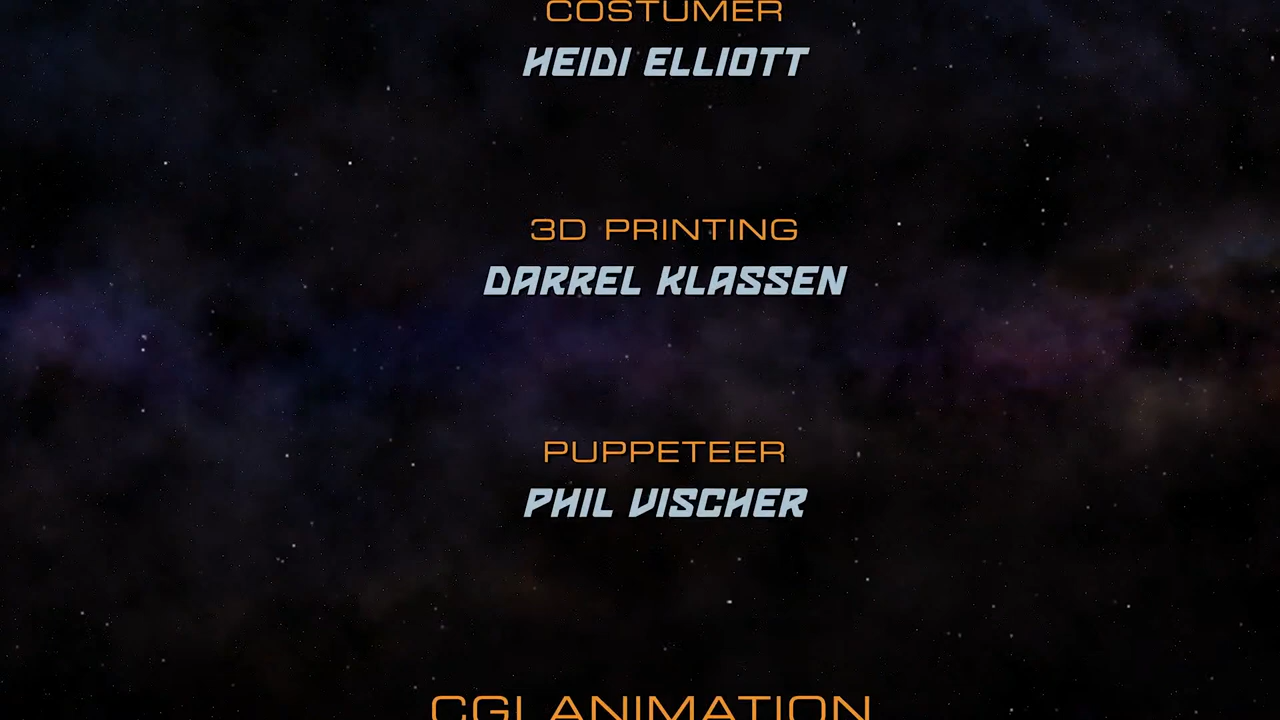 COSTUMER
HEIDI ELLIOTT
3D PRINTING
DARREL KLASSEN
PUPPETEER
PHIL VISCHER
CGI ANIMATION